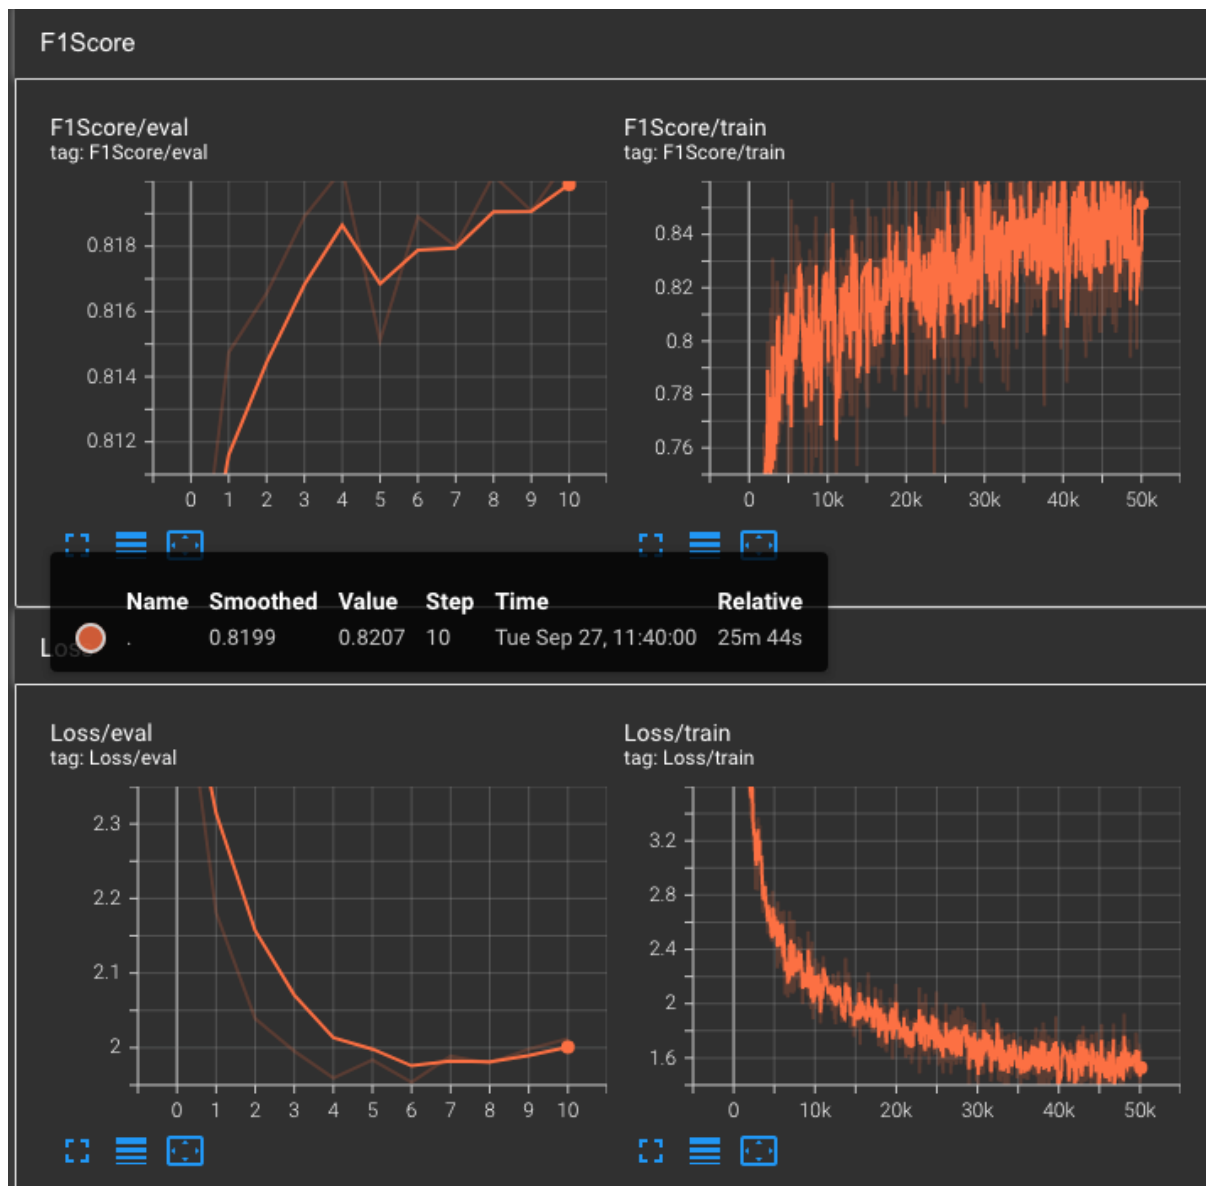 F1Score
F1Score/eval
tag: F1Score/eval
0.818
0.816
0.814
0.812
0 1 2 3 4 5 6 7 8 9 10
F1Score/train
tag: F1Score/train
0.84
0.82
0.8
0.78
0.76
0 10k 20k 30k 40k 50k
Name Smoothed Value Step Time Relative
. 0.8199 0.8207 10 Tue Sep 27, 11:40:00 25m 44s
Loss
Loss/eval
tag: Loss/eval
2.3
2.2
2.1
2
0 1 2 3 4 5 6 7 8 9 10
Loss/train
tag: Loss/train
3.2
2.8
2.4
2
1.6
0 10k 20k 30k 40k 50k